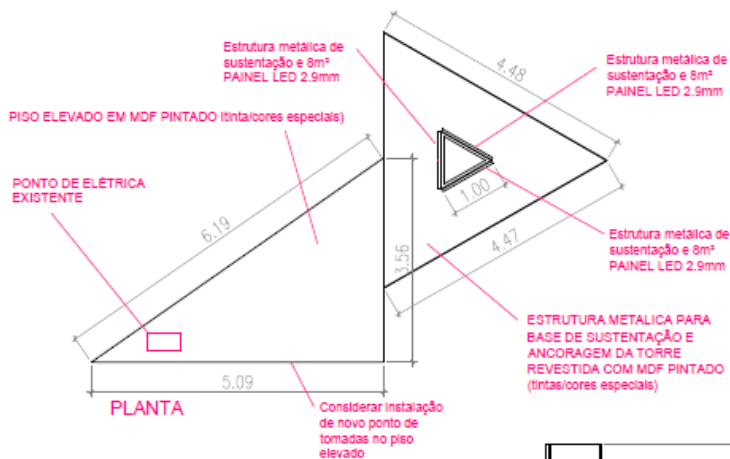 Estrutura metálica de
sustentação e 8m²
PAINEL LED 2.9mm
4.48
Estrutura metálica de
sustentação e 8m²
PAINEL LED 2.9mm
PISO ELEVADO EM MDF PINTADO (tinta/cores especiais)
PONTO DE ELÉTRICA
EXISTENTE
6.19
1.00
3.56
4.47
Estrutura metálica de
sustentação e 8m²
PAINEL LED 2.9mm
ESTRUTURA METALICA PARA
BASE DE SUSTENTAÇÃO E
ANCORAGEM DA TORRE
REVESTIDA COM MDF PINTADO
(tintas/cores especiais)
5.09
PLANTA
Considerar instalação
de novo ponto de
tomadas no piso
elevado